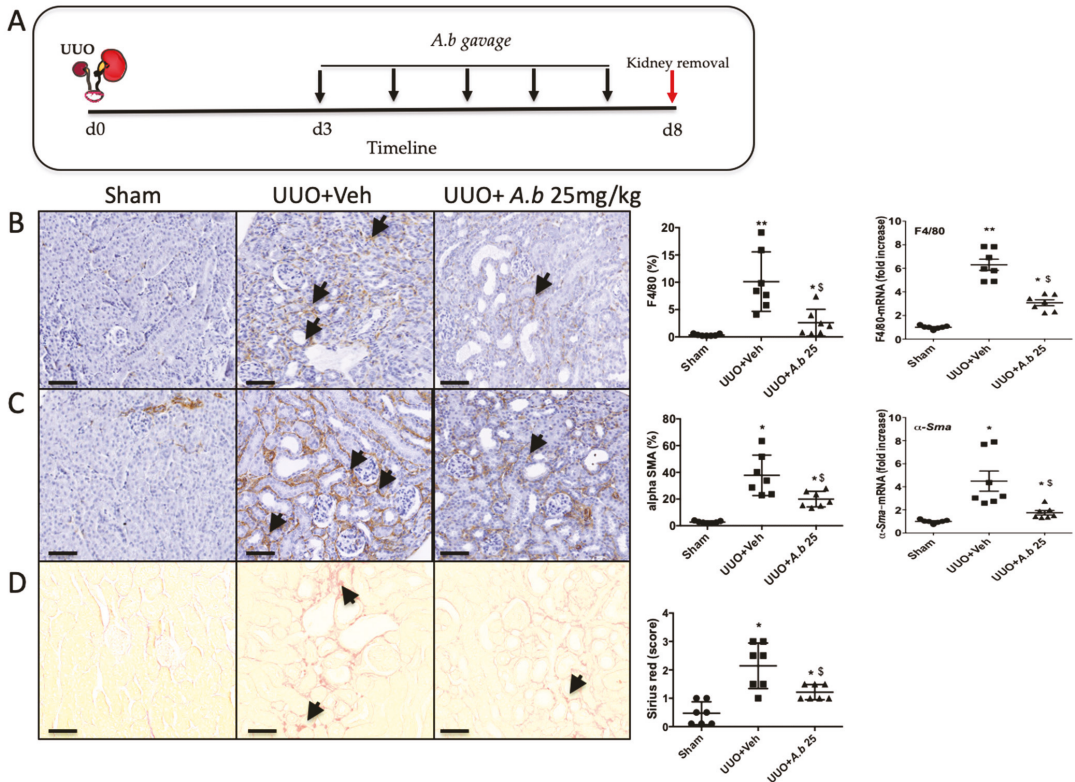 A
UUO
A.b gavage
Kidney removal
d0
d3
d8
Timeline
Sham
UUO+Veh
UUO+ A.b 25mg/kg
B
F4/80 (%)
20
15
10
5
0
**
* $
Sham
UUO+Veh
UUO+A.b 25
F4/80-mRNA (fold increase)
F4/80
10
8
6
4
2
0
**
* $
Sham
UUO+Veh
UUO+A.b 25
C
alpha SMA (%)
80
60
40
20
0
*
* $
Sham
UUO+Veh
UUO+A.b 25
α-Sma-mRNA (fold increase)
α-Sma
10
8
6
4
2
0
*
* $
Sham
UUO+Veh
UUO+A.b 25
D
Sirius red (score)
4
3
2
1
0
*
* $
Sham
UUO+Veh
UUO+A.b 25